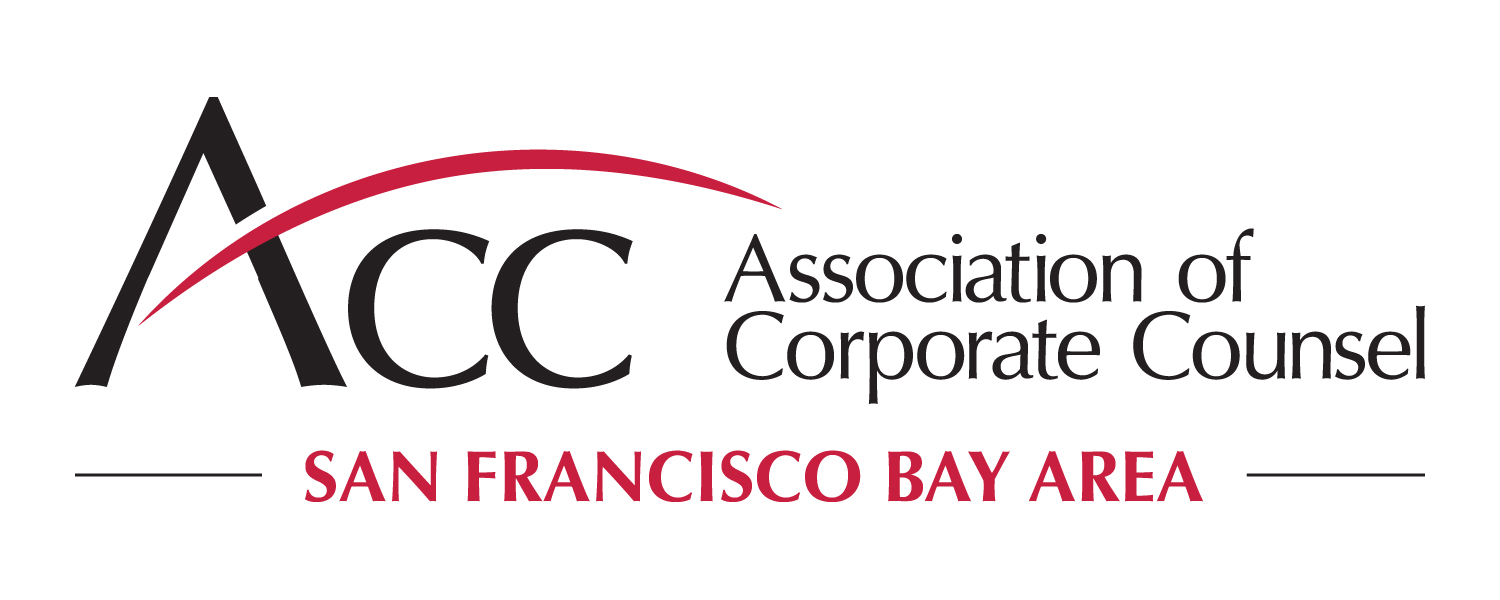 ACC
Association of
Corporate Counsel
SAN FRANCISCO BAY AREA